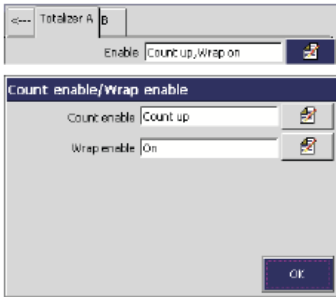 <--- Totalizer A B
Enable Count up,Wrap on
Count enable/Wrap enable
Count enable Count up
Wrap enable On
OK